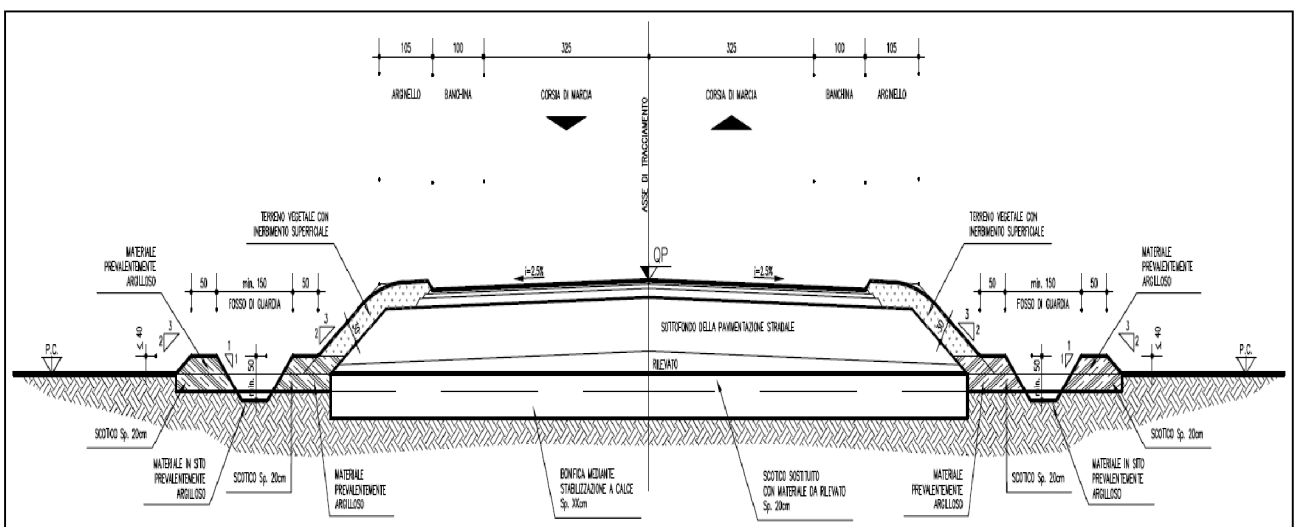 105 100 325 325 100 105
ARGINELLO BANCHINA CORSIA DI MARCIA CORSIA DI MARCIA BANCHINA ARGINELLO
ASSE DI TRACCIAMENTO
TERRENO VEGETALE CON
INERBIMENTO SUPERFICIALE
TERRENO VEGETALE CON
INERBIMENTO SUPERFICIALE
MATERIALE
PREVALENTEMENTE
ARGILLOSO
MATERIALE
PREVALENTEMENTE
ARGILLOSO
QP
i=2.5% i=2.5%
50 min. 150 50
FOSSO DI GUARDIA
50 min. 150 50
FOSSO DI GUARDIA
3
2
3
2
3
2
3
2
1
1
1
1
≤ 40
≤ 40
50
50
min. 50
min. 50
P.C.
P.C.
SOTTOFONDO DELLA PAVIMENTAZIONE STRADALE
RILEVATO
SCOTICO Sp. 20cm
MATERIALE IN SITO
PREVALENTEMENTE
ARGILLOSO
SCOTICO Sp. 20cm
MATERIALE
PREVALENTEMENTE
ARGILLOSO
BONIFICA MEDIANTE
STABILIZZAZIONE A CALCE
Sp. XXcm
SCOTICO SOSTITUITO
CON MATERIALE DA RILEVATO
Sp. 20cm
MATERIALE
PREVALENTEMENTE
ARGILLOSO
SCOTICO Sp. 20cm
MATERIALE IN SITO
PREVALENTEMENTE
ARGILLOSO
SCOTICO Sp. 20cm